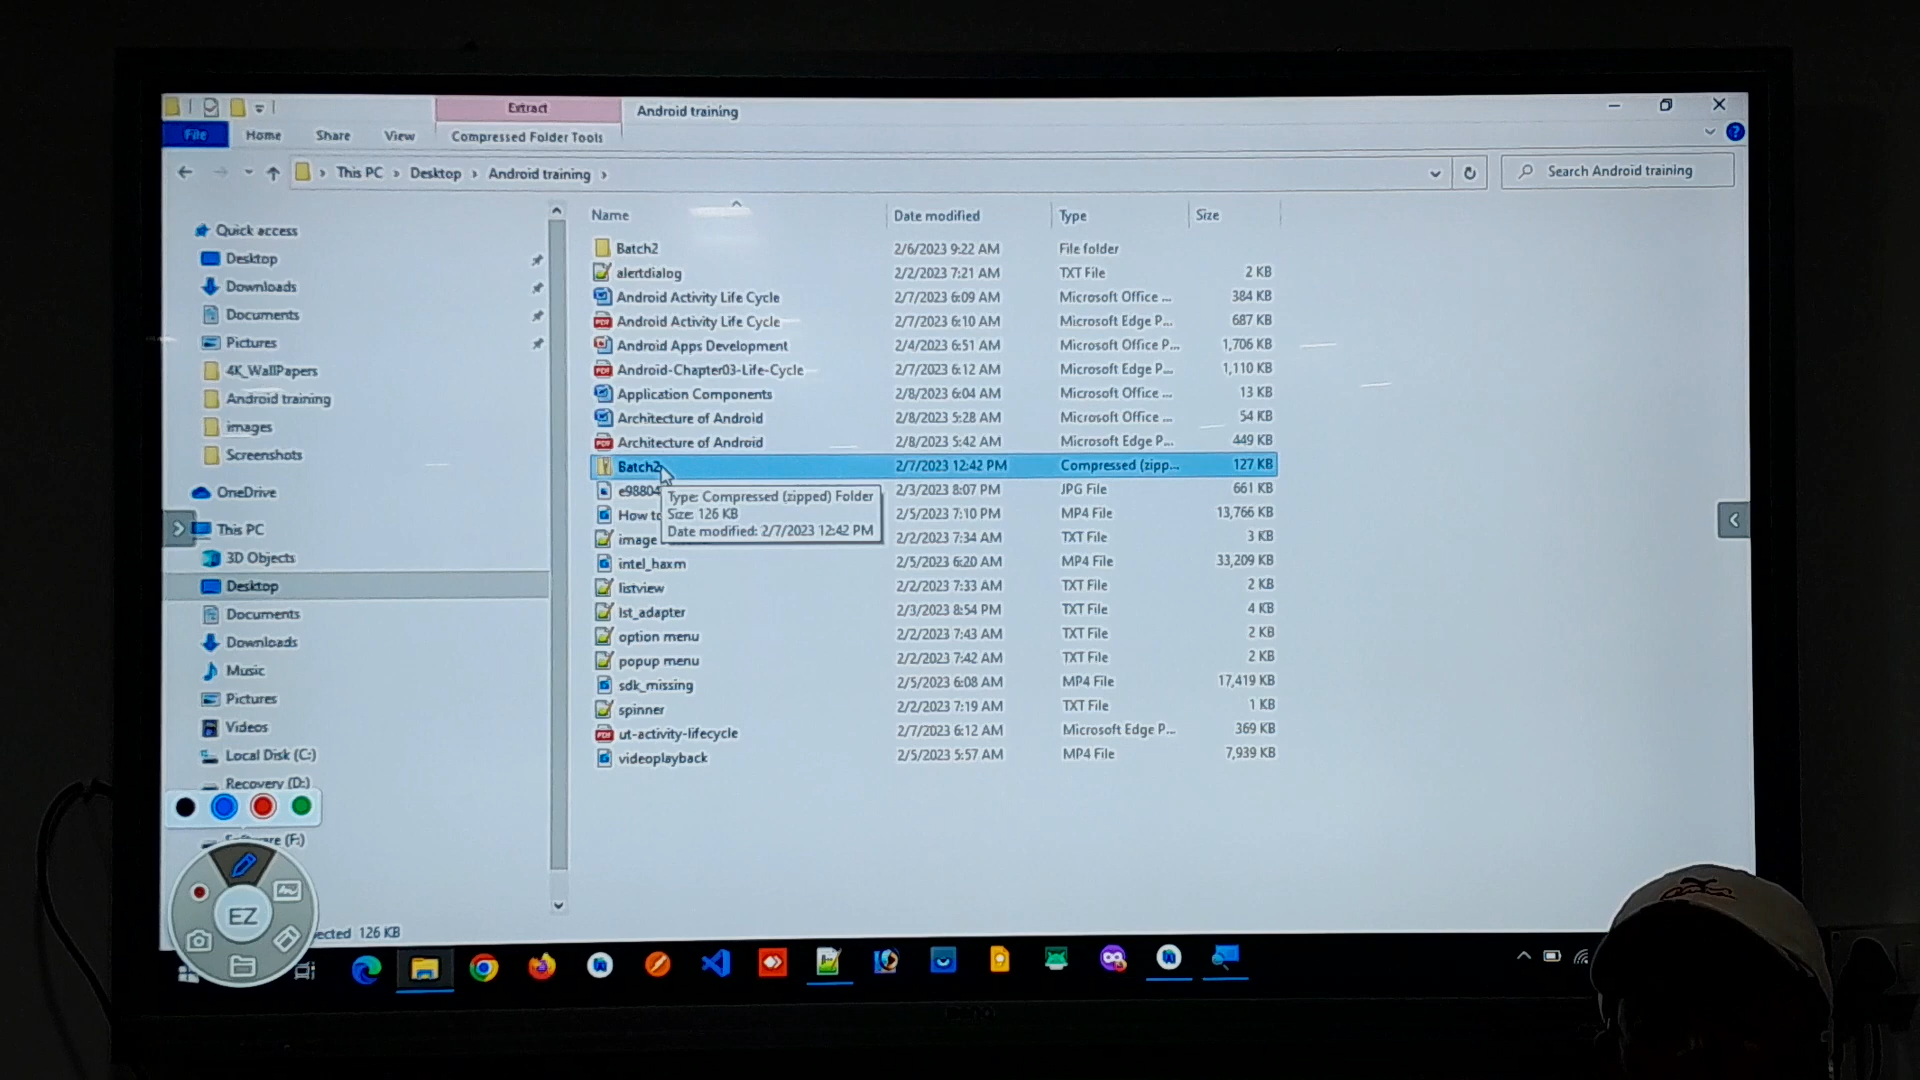 Extract
Android training
File
Home
Share
View
Compressed Folder Tools
This PC
Desktop
Android training
Search Android training
Quick access
Desktop
Downloads
Documents
Pictures
4K_WallPapers
Android training
images
Screenshots
OneDrive
This PC
3D Objects
Desktop
Documents
Downloads
Music
Pictures
Videos
Local Disk (C:)
Recovery (D:)
(F:)
Name Date modified Type Size
Batch2 2/6/2023 9:22 AM File folder
alertdialog 2/2/2023 7:21 AM TXT File 2 KB
Android Activity Life Cycle 2/7/2023 6:09 AM Microsoft Office ... 384 KB
Android Activity Life Cycle 2/7/2023 6:10 AM Microsoft Edge P... 687 KB
Android Apps Development 2/4/2023 6:51 AM Microsoft Office P... 1,706 KB
Android-Chapter03-Life-Cycle 2/7/2023 6:12 AM Microsoft Edge P... 1,110 KB
Application Components 2/8/2023 6:04 AM Microsoft Office ... 13 KB
Architecture of Android 2/8/2023 5:28 AM Microsoft Office ... 54 KB
Architecture of Android 2/8/2023 5:42 AM Microsoft Edge P... 449 KB
Batch2 2/7/2023 12:42 PM Compressed (zipp... 127 KB
e98804 2/3/2023 8:07 PM JPG File 661 KB
How to 2/5/2023 7:10 PM MP4 File 13,766 KB
image 2/2/2023 7:34 AM TXT File 3 KB
Type: Compressed (zipped) Folder
Size: 126 KB
Date modified: 2/7/2023 12:42 PM
intel_haxm 2/5/2023 6:20 AM MP4 File 33,209 KB
listview 2/2/2023 7:33 AM TXT File 2 KB
lst_adapter 2/3/2023 8:54 PM TXT File 4 KB
option menu 2/2/2023 7:43 AM TXT File 2 KB
popup menu 2/2/2023 7:42 AM TXT File 2 KB
sdk_missing 2/5/2023 6:08 AM MP4 File 17,419 KB
spinner 2/2/2023 7:19 AM TXT File 1 KB
ut-activity-lifecycle 2/7/2023 6:12 AM Microsoft Edge P... 369 KB
videoplayback 2/5/2023 5:57 AM MP4 File 7,939 KB
EZ
ected 126 KB